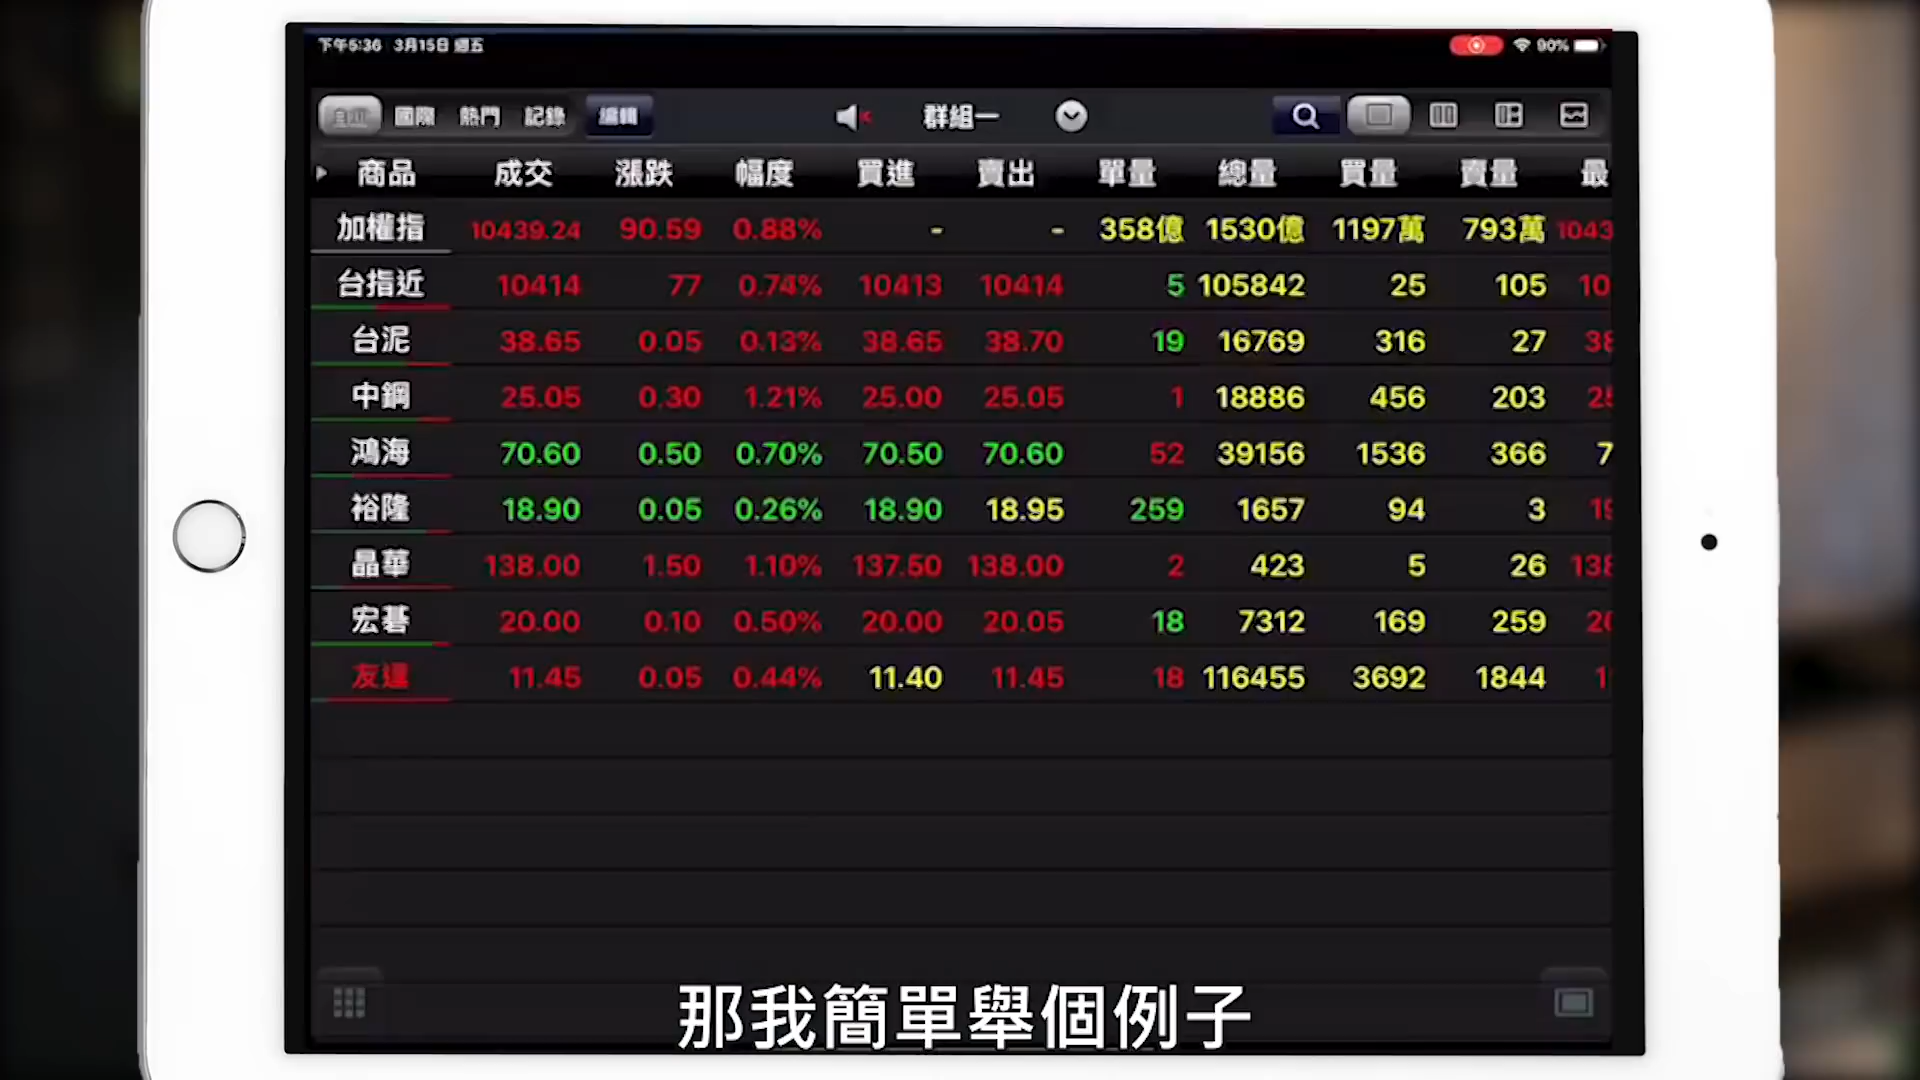 下午5:36 3月15日 週五 90%
自選 國際 熱門 記錄 編輯 群組一
商品 成交 漲跌 幅度 買進 賣出 單量 總量 買量 賣量 最
加權指 10439.24 90.59 0.88% - - 358億 1530億 1197萬 793萬 1043
台指近 10414 77 0.74% 10413 10414 5 105842 25 105 10
台泥 38.65 0.05 0.13% 38.65 38.70 19 16769 316 27 38
中鋼 25.05 0.30 1.21% 25.00 25.05 1 18886 456 203 25
鴻海 70.60 0.50 0.70% 70.50 70.60 52 39156 1536 366 7
裕隆 18.90 0.05 0.26% 18.90 18.95 259 1657 94 3 19
晶華 138.00 1.50 1.10% 137.50 138.00 2 423 5 26 138
宏碁 20.00 0.10 0.50% 20.00 20.05 18 7312 169 259 20
友達 11.45 0.05 0.44% 11.40 11.45 18 116455 3692 1844 1
那我簡單舉個例子